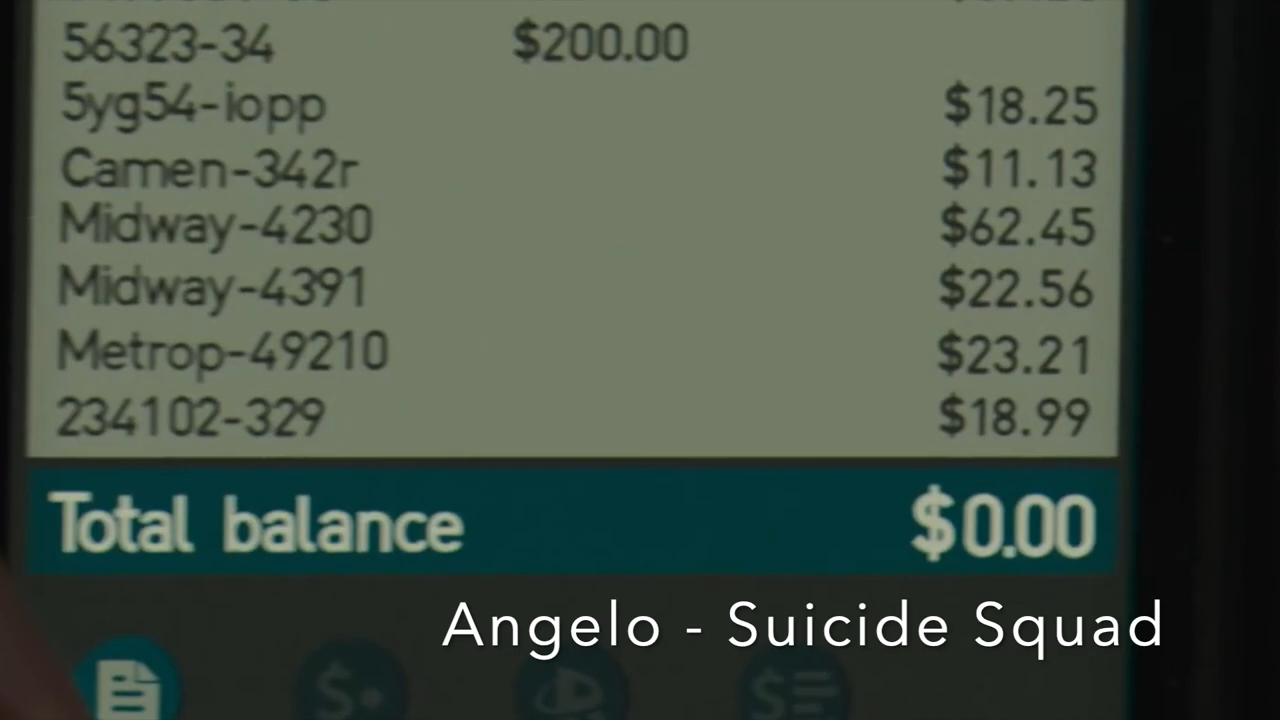 56323-34 $200.00
5yg54-iopp $18.25
Camen-342r $11.13
Midway-4230 $62.45
Midway-4391 $22.56
Metrop-49210 $23.21
234102-329 $18.99
Total balance $0.00
Angelo - Suicide Squad